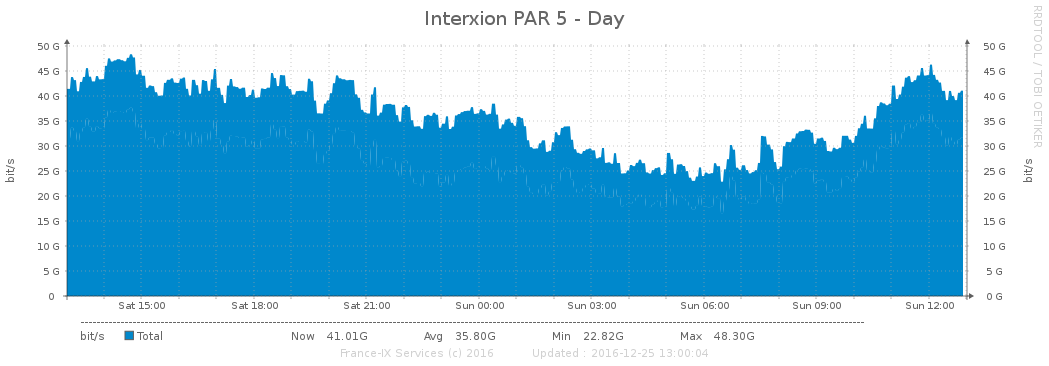 Interxion PAR 5 - Day
RRDTOOL / TOBI OETIKER
50 G 50 G
45 G 45 G
40 G 40 G
35 G 35 G
30 G 30 G
25 G 25 G
20 G 20 G
15 G 15 G
10 G 10 G
5 G 5 G
0 0 G
bit/s
bit/s
Sat 15:00 Sat 18:00 Sat 21:00 Sun 00:00 Sun 03:00 Sun 06:00 Sun 09:00 Sun 12:00
bit/s Total Now 41.01G Avg 35.80G Min 22.82G Max 48.30G
France-IX Services (c) 2016 Updated : 2016-12-25 13:00:04